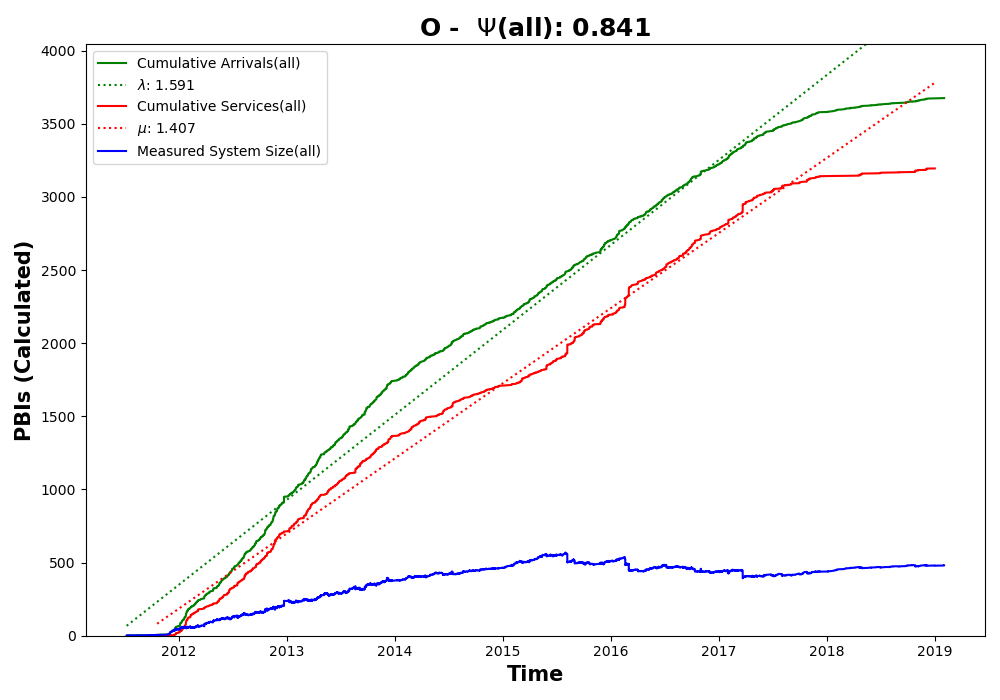 O -  Ψ(all): 0.841
Cumulative Arrivals(all)
λ: 1.591
Cumulative Services(all)
μ: 1.407
Measured System Size(all)
PBIs (Calculated)
4000
3500
3000
2500
2000
1500
1000
500
0
2012 2013 2014 2015 2016 2017 2018 2019
Time